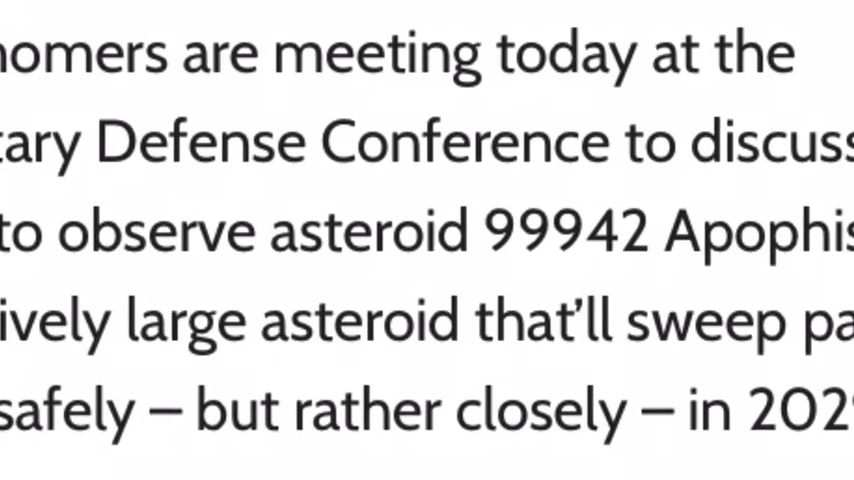 nomers are meeting today at the
tary Defense Conference to discuss
to observe asteroid 99942 Apophis
ively large asteroid that’ll sweep pa
safely – but rather closely – in 202